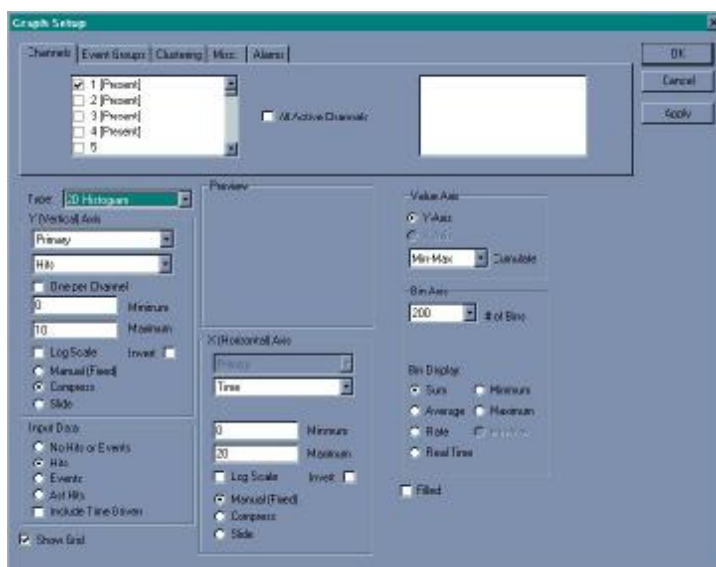 Graph Setup
Channels Event Groups Clustering Misc. Alarms
OK
Cancel
Apply
1 [Present]
2 [Present]
3 [Present]
4 [Present]
5
All Active Channels
Type: 2D Histogram
Y (Vertical) Axis
Primary
Hits
One per Channel
0 Minimum
10 Maximum
Log Scale Invert
Manual (Fixed)
Compress
Slide
Input Data
No Hits or Events
Hits
Events
Ast Hits
Include Time Driven
Show Grid
Preview
X (Horizontal) Axis
Primary
Time
0 Minimum
20 Maximum
Log Scale Invert
Manual (Fixed)
Compress
Slide
Value Axis
Y-Axis
Min-Max Cumulate
Bin Axis
200 # of Bins
Bin Display
Sum Minimum
Average Maximum
Rate
Real Time
Filled